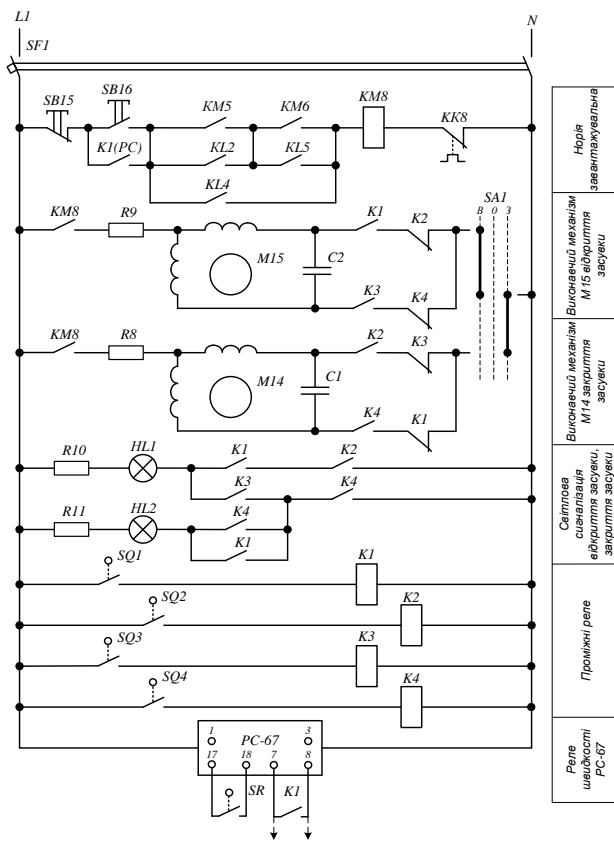 L1
N
SF1
SB15
SB16
KM5
KM6
KM8
KK8
K1(PC)
KL2
KL5
KL4
Норія
завантажувальна
KM8
R9
M15
C2
K1
K2
K3
K4
SA1
В 0 З
Виконавчий механізм
М15 відкриття
засувки
KM8
R8
M14
C1
K2
K3
K4
K1
Виконавчий механізм
М14 закриття
засувки
R10
HL1
K1
K2
K3
K4
R11
HL2
K4
K1
Світлова
сигналізація
відкриття засувки,
закриття засувки
SQ1
K1
SQ2
K2
SQ3
K3
SQ4
K4
Проміжні реле
1
PC-67
3
17
18
7
8
SR
K1
Реле
швидкості
РС-67